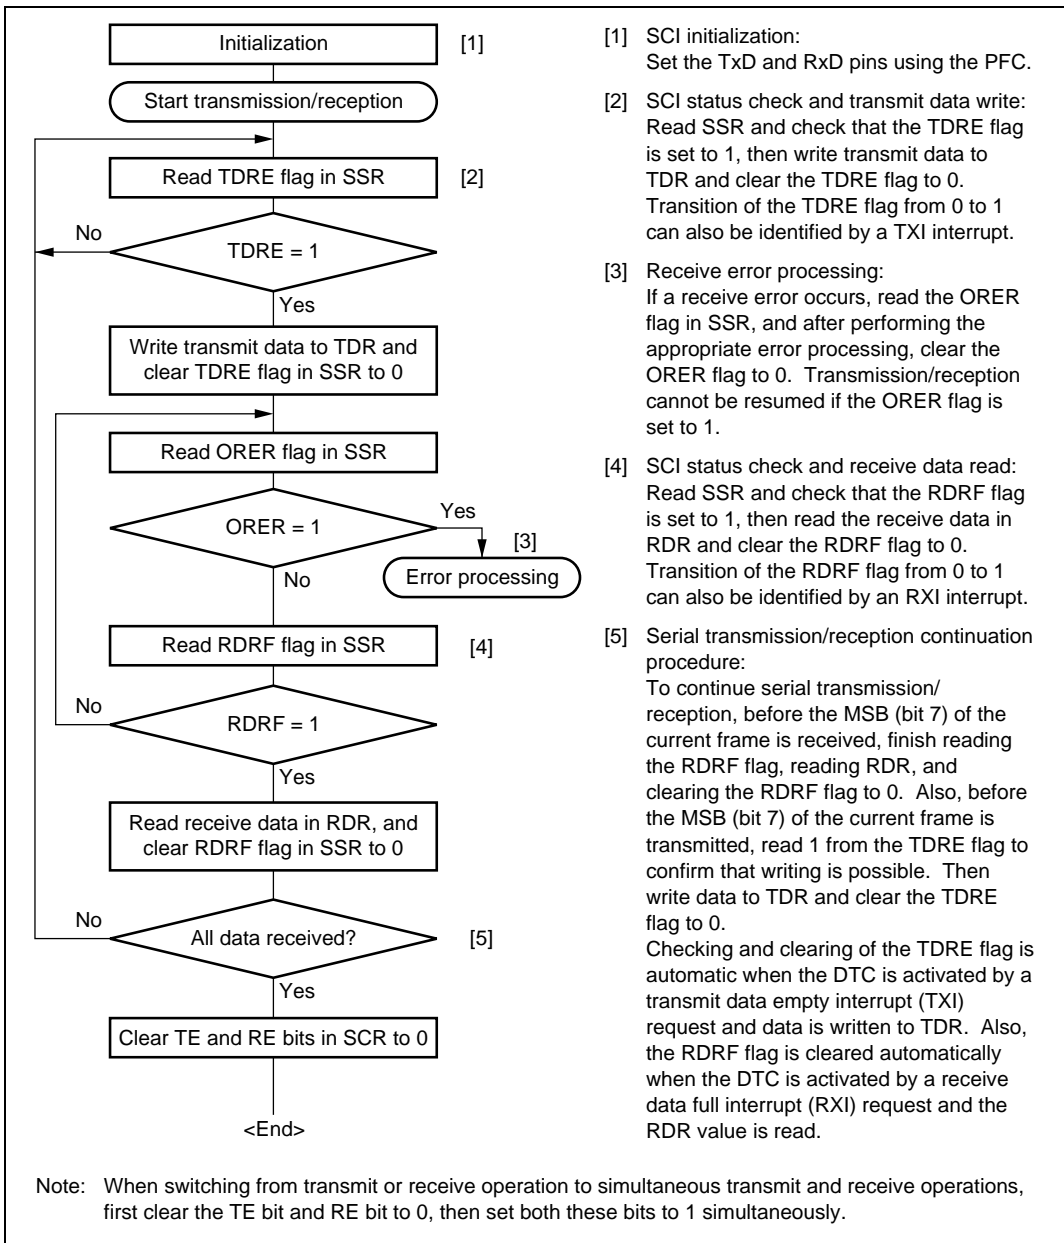 Initialization [1]
Start transmission/reception
Read TDRE flag in SSR [2]
No
TDRE = 1
Yes
Write transmit data to TDR and
clear TDRE flag in SSR to 0
Read ORER flag in SSR
Yes
ORER = 1
[3]
No
Error processing
Read RDRF flag in SSR [4]
No
RDRF = 1
Yes
Read receive data in RDR, and
clear RDRF flag in SSR to 0
No
All data received? [5]
Yes
Clear TE and RE bits in SCR to 0
<End>
[1] SCI initialization:
Set the TxD and RxD pins using the PFC.
[2] SCI status check and transmit data write:
Read SSR and check that the TDRE flag
is set to 1, then write transmit data to
TDR and clear the TDRE flag to 0.
Transition of the TDRE flag from 0 to 1
can also be identified by a TXI interrupt.
[3] Receive error processing:
If a receive error occurs, read the ORER
flag in SSR, and after performing the
appropriate error processing, clear the
ORER flag to 0. Transmission/reception
cannot be resumed if the ORER flag is
set to 1.
[4] SCI status check and receive data read:
Read SSR and check that the RDRF flag
is set to 1, then read the receive data in
RDR and clear the RDRF flag to 0.
Transition of the RDRF flag from 0 to 1
can also be identified by an RXI interrupt.
[5] Serial transmission/reception continuation
procedure:
To continue serial transmission/
reception, before the MSB (bit 7) of the
current frame is received, finish reading
the RDRF flag, reading RDR, and
clearing the RDRF flag to 0. Also, before
the MSB (bit 7) of the current frame is
transmitted, read 1 from the TDRE flag to
confirm that writing is possible. Then
write data to TDR and clear the TDRE
flag to 0.
Checking and clearing of the TDRE flag is
automatic when the DTC is activated by a
transmit data empty interrupt (TXI)
request and data is written to TDR. Also,
the RDRF flag is cleared automatically
when the DTC is activated by a receive
data full interrupt (RXI) request and the
RDR value is read.
Note: When switching from transmit or receive operation to simultaneous transmit and receive operations,
first clear the TE bit and RE bit to 0, then set both these bits to 1 simultaneously.